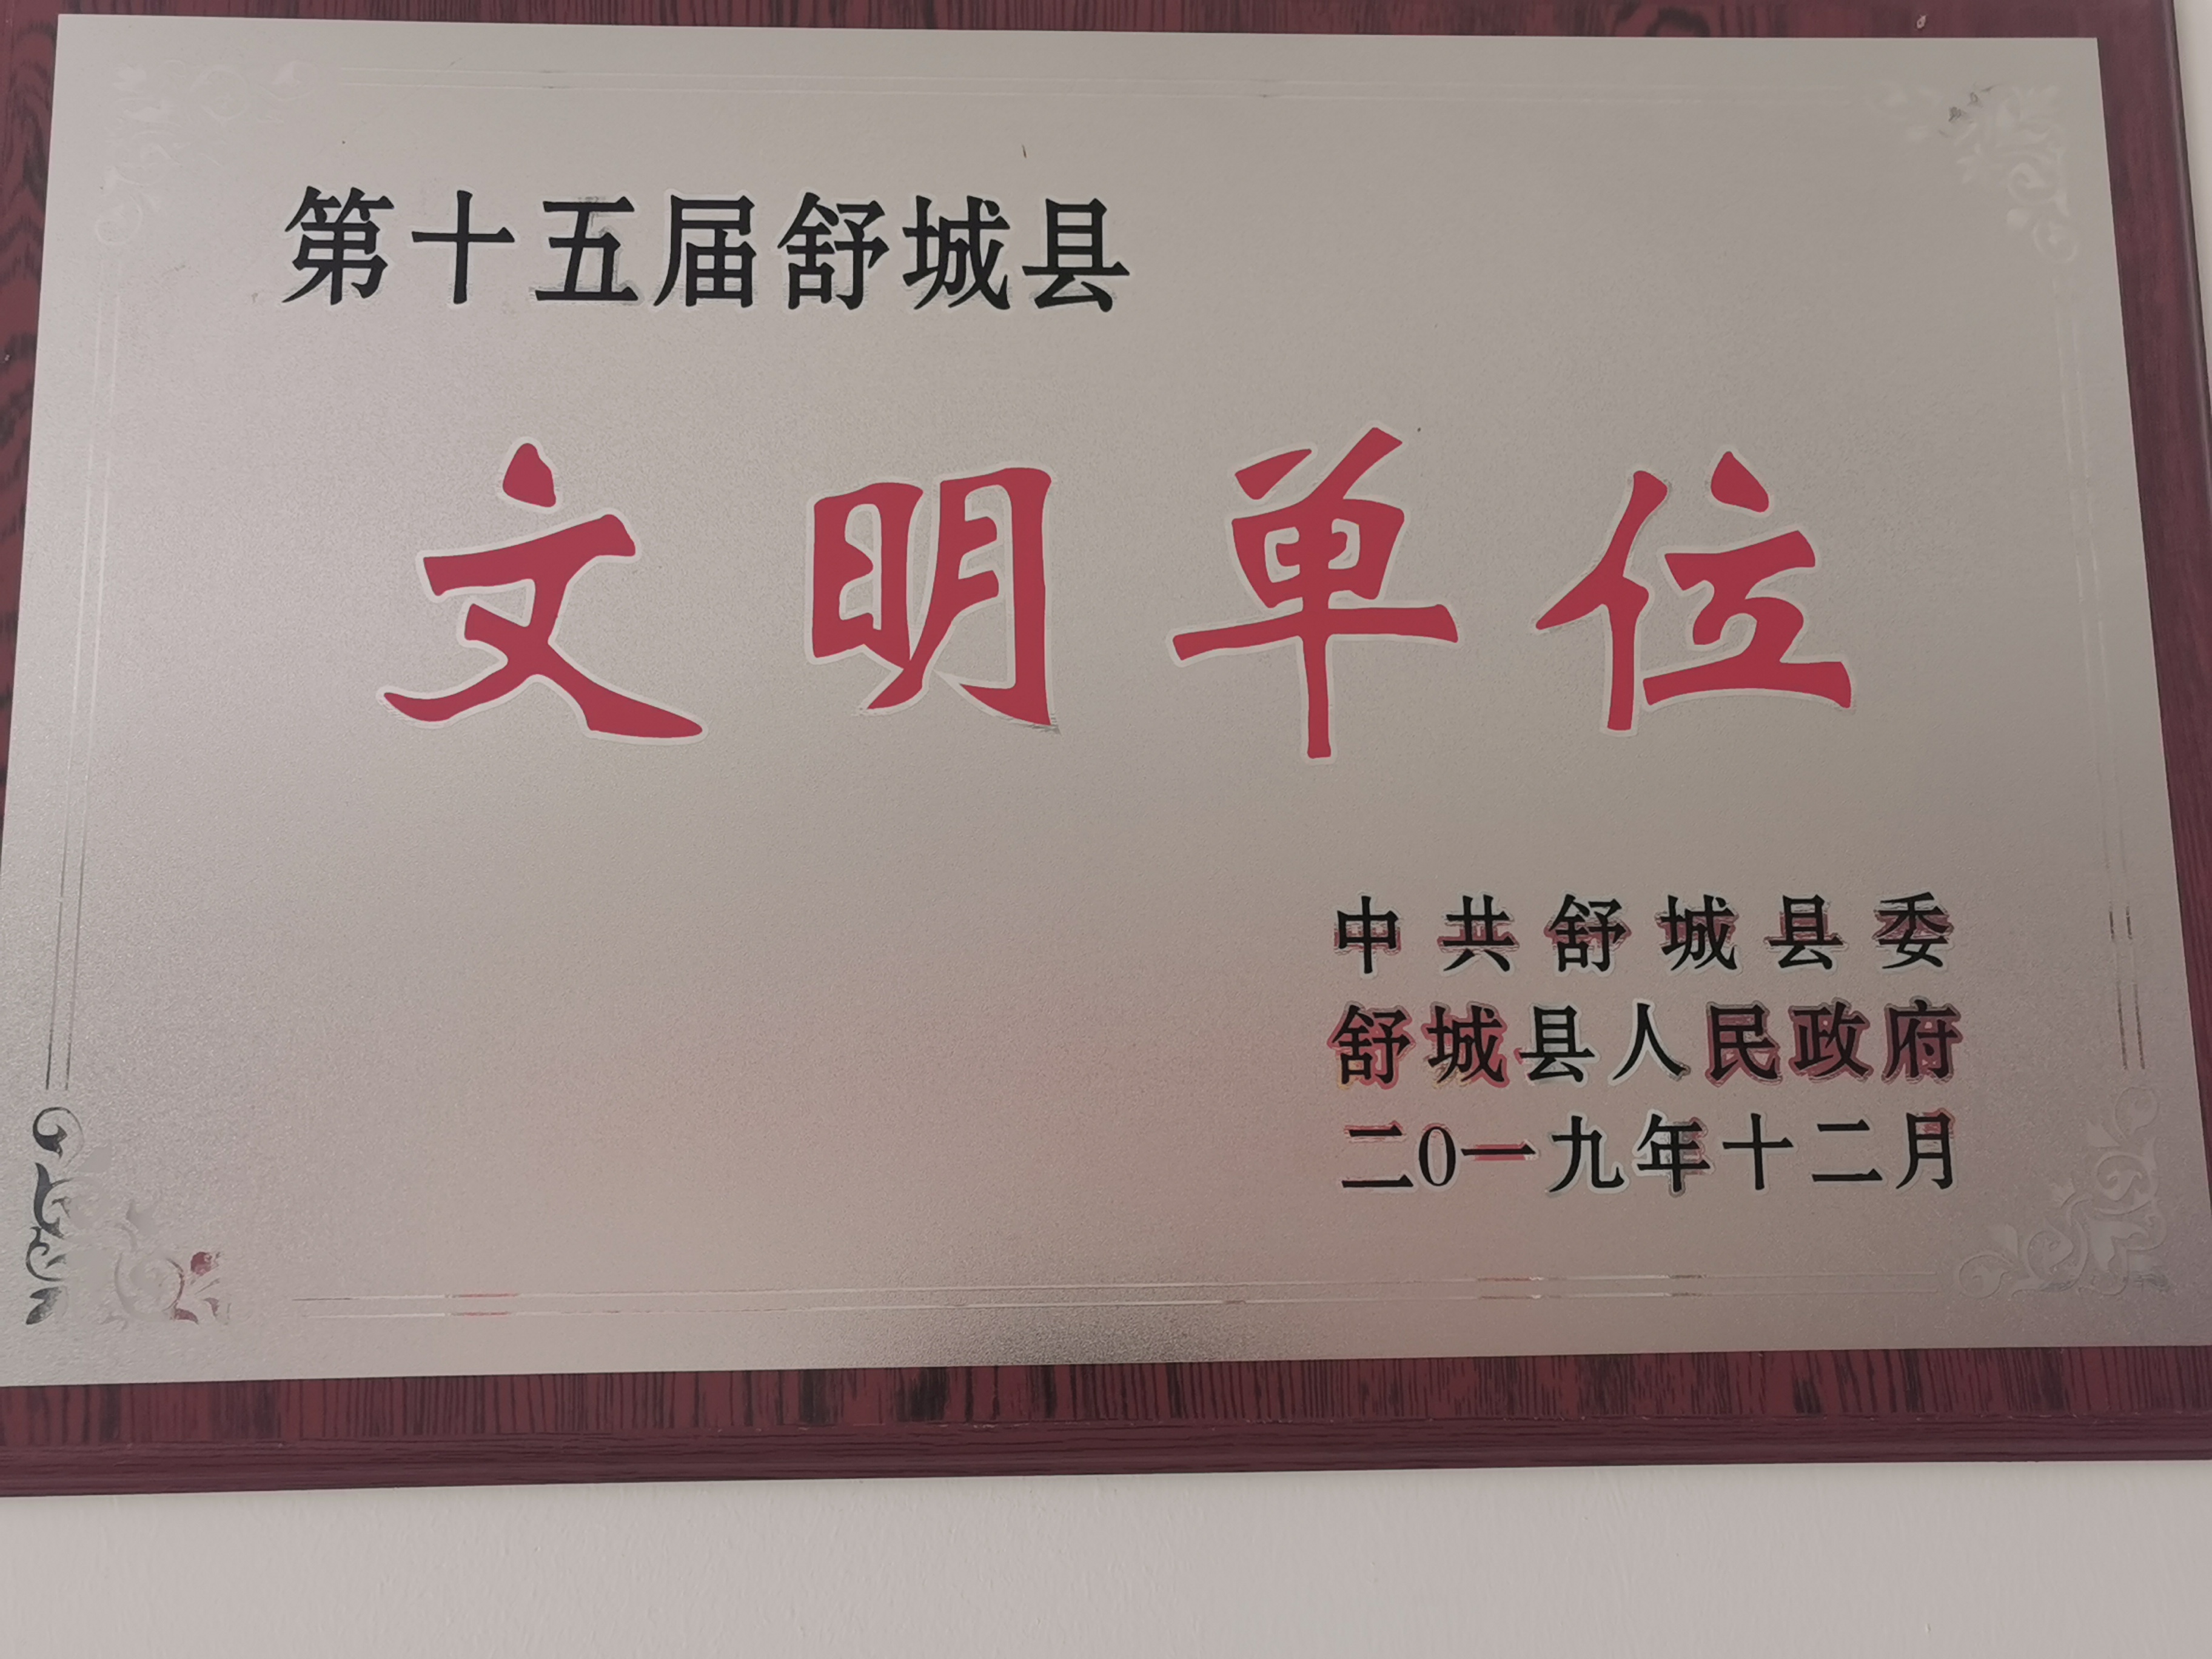 第十五届舒城县
文明单位
中共舒城县委
舒城县人民政府
二0一九年十二月